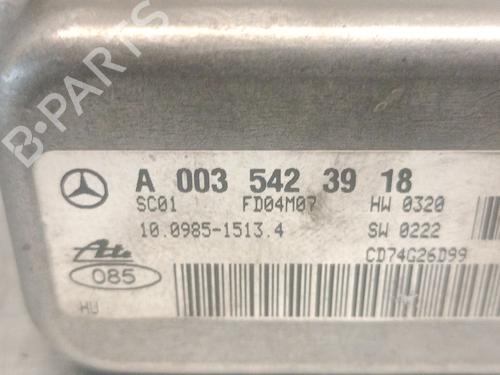 B-PARTS
A 003 542 39 18
SC01 FD04M07 HW 0320
10.0985-1513.4 SW 0222
CD74G26D99
Ate
085
HU